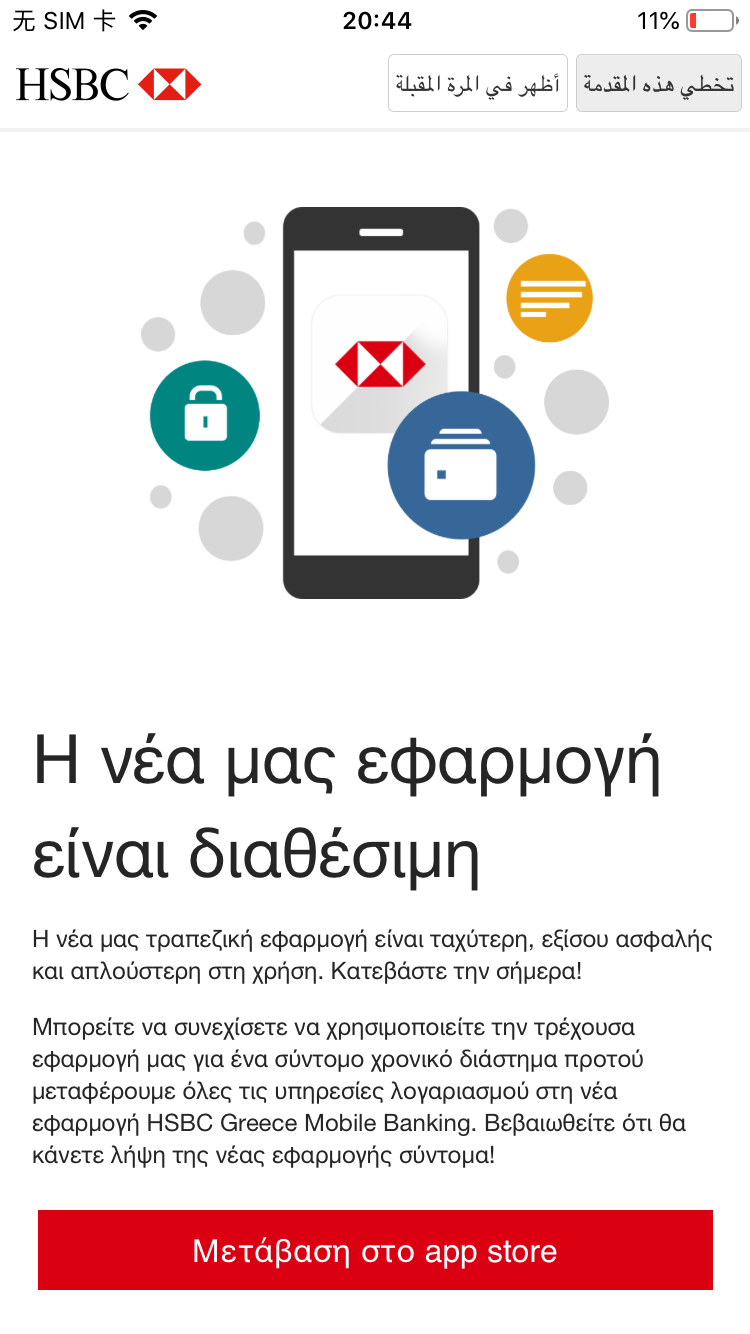 无 SIM 卡
20:44
11%
HSBC
أظهر في المرة المقبلة
تخطي هذه المقدمة
Η νέα μας εφαρμογή
είναι διαθέσιμη
Η νέα μας τραπεζική εφαρμογή είναι ταχύτερη, εξίσου ασφαλής
και απλούστερη στη χρήση. Κατεβάστε την σήμερα!
Μπορείτε να συνεχίσετε να χρησιμοποιείτε την τρέχουσα
εφαρμογή μας για ένα σύντομο χρονικό διάστημα προτού
μεταφέρουμε όλες τις υπηρεσίες λογαριασμού στη νέα
εφαρμογή HSBC Greece Mobile Banking. Βεβαιωθείτε ότι θα
κάνετε λήψη της νέας εφαρμογής σύντομα!
Μετάβαση στο app store